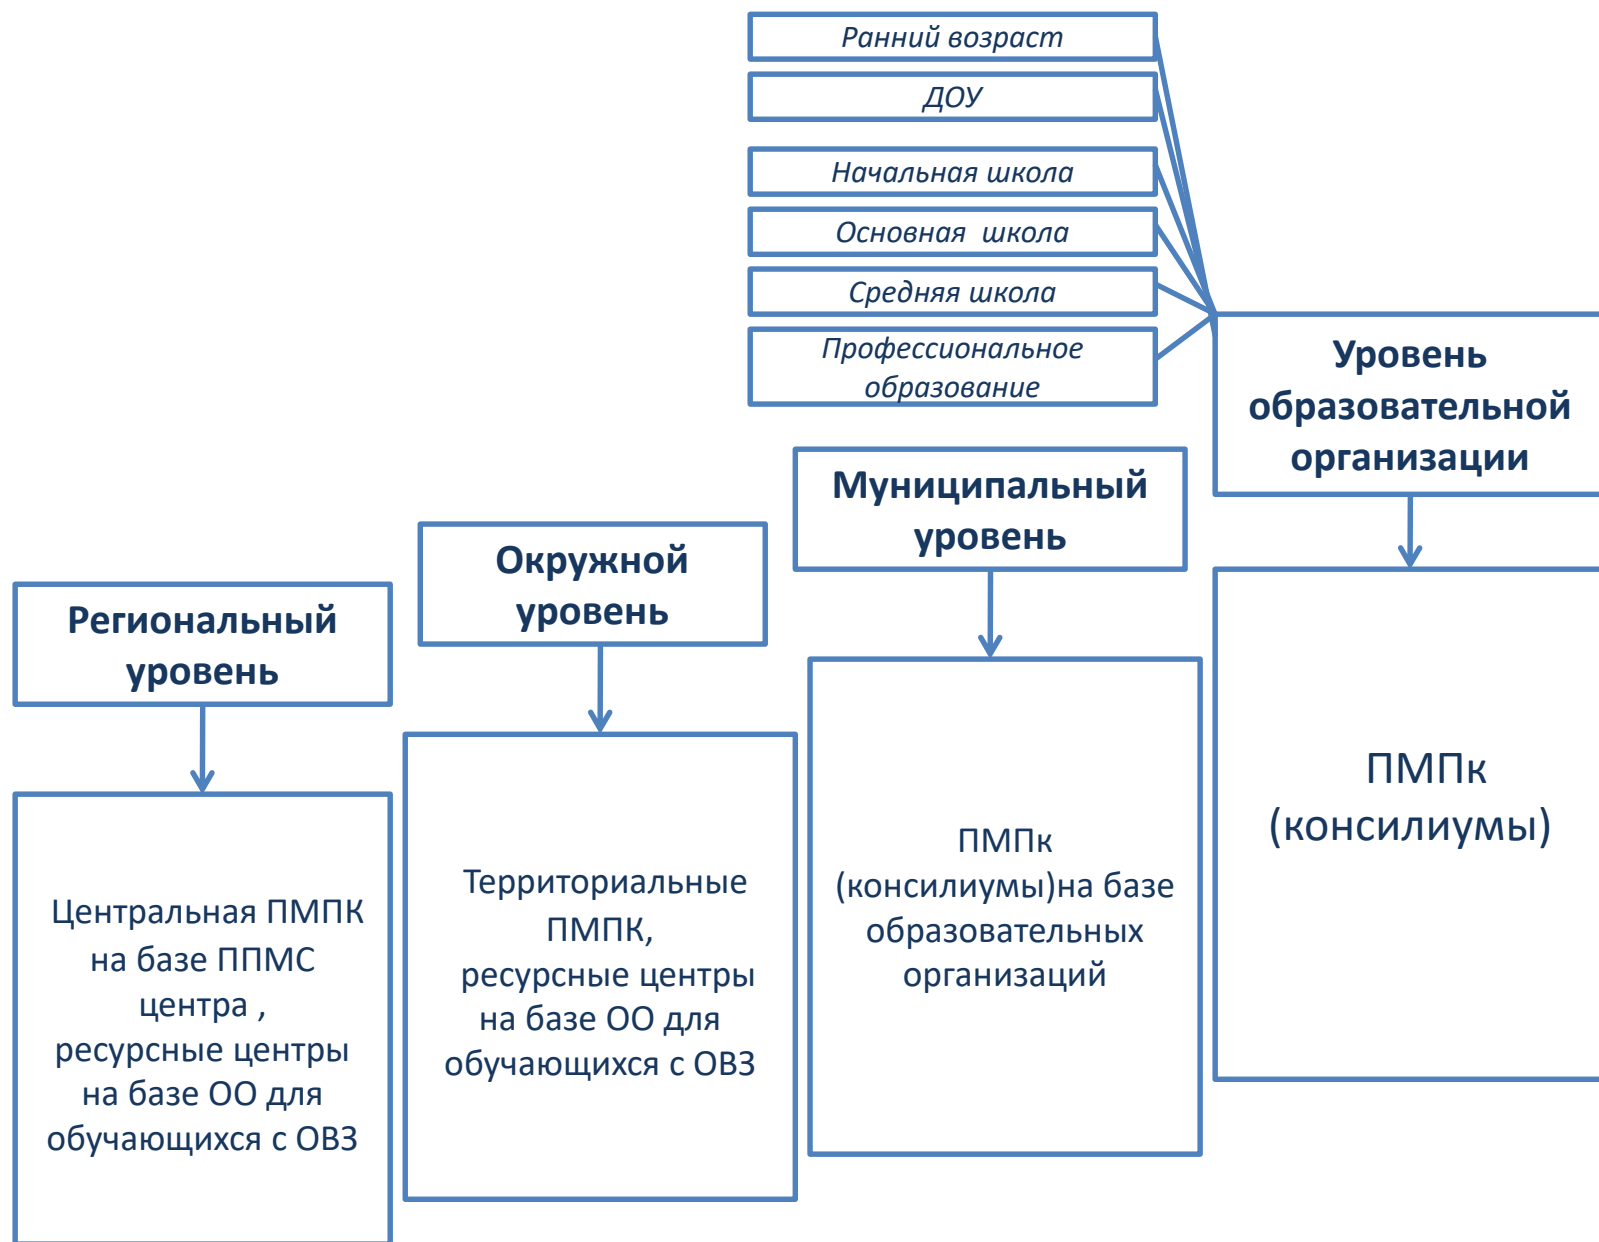 Ранний возраст
ДОУ
Начальная школа
Основная школа
Средняя школа
Профессиональное
образование
Уровень
образовательной
организации
Муниципальный
уровень
Окружной
уровень
Региональный
уровень
Центральная ПМПК
на базе ППМС
центра ,
ресурсные центры
на базе ОО для
обучающихся с ОВЗ
Территориальные
ПМПК,
ресурсные центры
на базе ОО для
обучающихся с ОВЗ
ПМПк
(консилиумы)на базе
образовательных
организаций
ПМПк
(консилиумы)